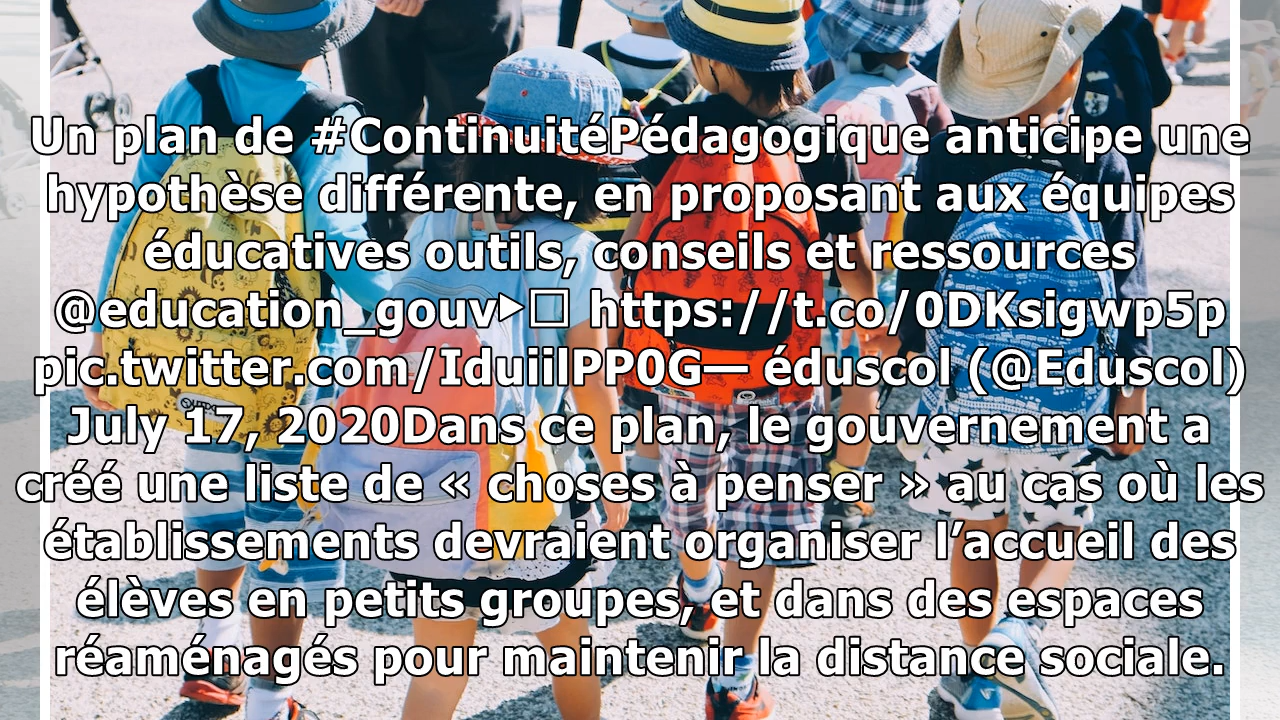 Un plan de #ContinuitéPédagogique anticipe une
hypothèse différente, en proposant aux équipes
éducatives outils, conseils et ressources
@education_gouv▶□ https://t.co/0DKsigwp5p
pic.twitter.com/IduiilPP0G— éduscol (@Eduscol)
July 17, 2020Dans ce plan, le gouvernement a
créé une liste de « choses à penser » au cas où les
établissements devraient organiser l’accueil des
élèves en petits groupes, et dans des espaces
réaménagés pour maintenir la distance sociale.